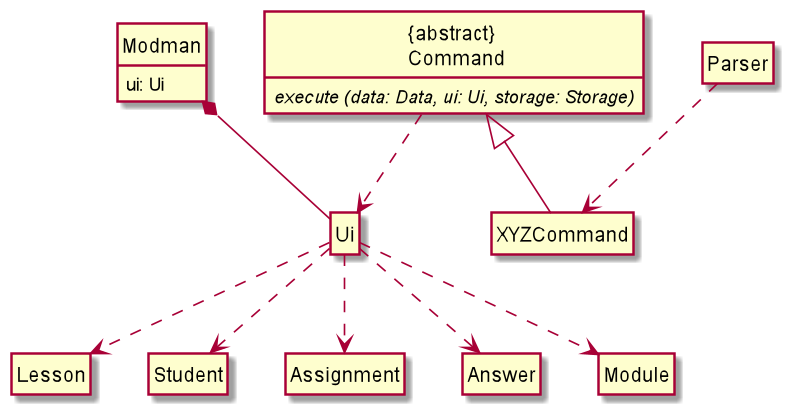 Modman
ui: Ui
{abstract}
Command
execute (data: Data, ui: Ui, storage: Storage)
Parser
Ui
XYZCommand
Lesson
Student
Assignment
Answer
Module